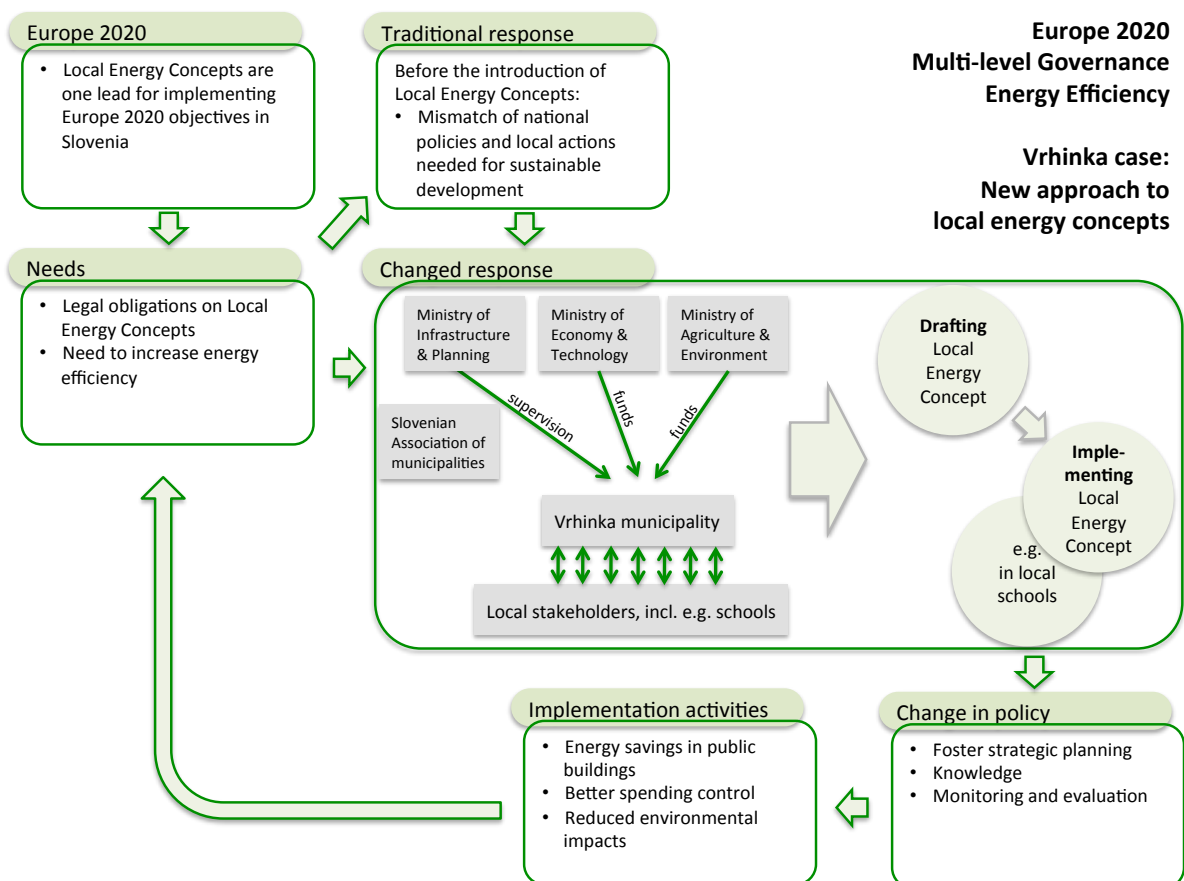 Europe 2020
• Local Energy Concepts are
one lead for implementing
Europe 2020 objectives in
Slovenia
Traditional response
Before the introduction of
Local Energy Concepts:
• Mismatch of national
policies and local actions
needed for sustainable
development
Europe 2020
Multi-level Governance
Energy Efficiency
Vrhinka case:
New approach to
local energy concepts
Needs
• Legal obligations on Local
Energy Concepts
• Need to increase energy
efficiency
Changed response
Ministry of
Infrastructure
& Planning
Ministry of
Economy &
Technology
Ministry of
Agriculture &
Environment
supervision
funds
funds
Slovenian
Association of
municipalities
Vrhinka municipality
Local stakeholders, incl. e.g. schools
Drafting
Local
Energy
Concept
Imple-
menting
Local
Energy
Concept
e.g.
in local
schools
Implementation activities
• Energy savings in public
buildings
• Better spending control
• Reduced environmental
impacts
Change in policy
• Foster strategic planning
• Knowledge
• Monitoring and evaluation